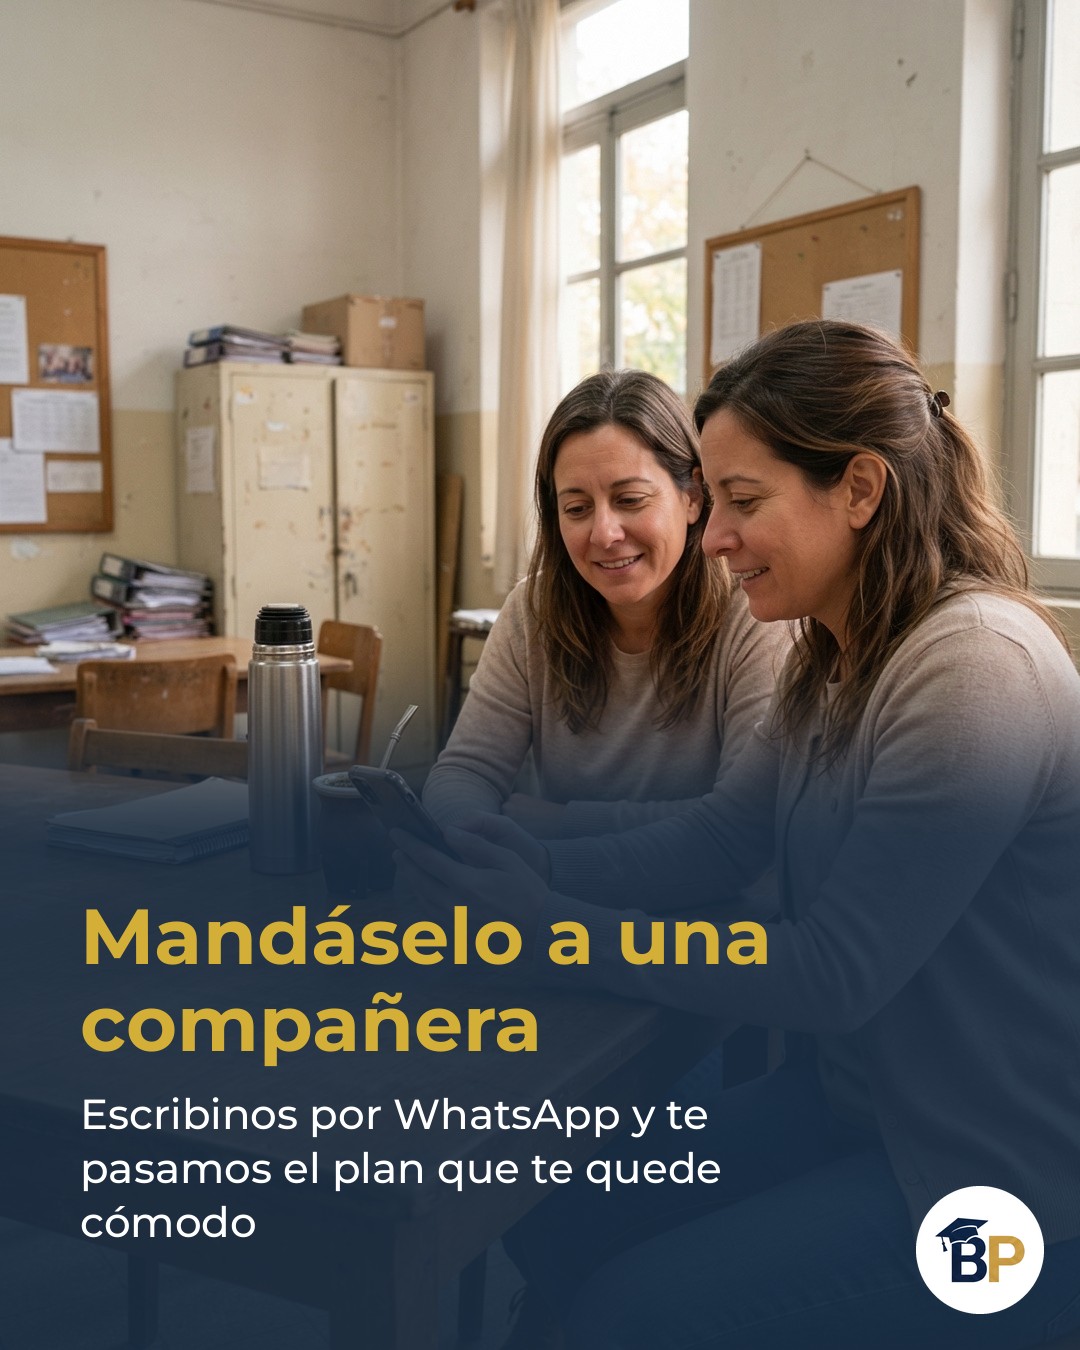 Mandáselo a una
compañera
Escribinos por WhatsApp y te
pasamos el plan que te quede
cómodo
BP